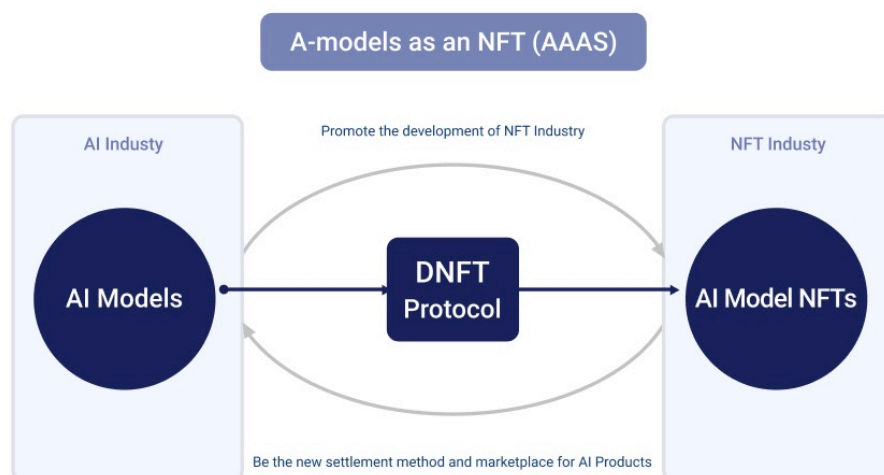 A-models as an NFT (AAAS)
Promote the development of NFT Industry
AI Industy
NFT Industy
DNFT
Protocol
AI Models
AI Model NFTs
Be the new settlement method and marketplace for AI Products